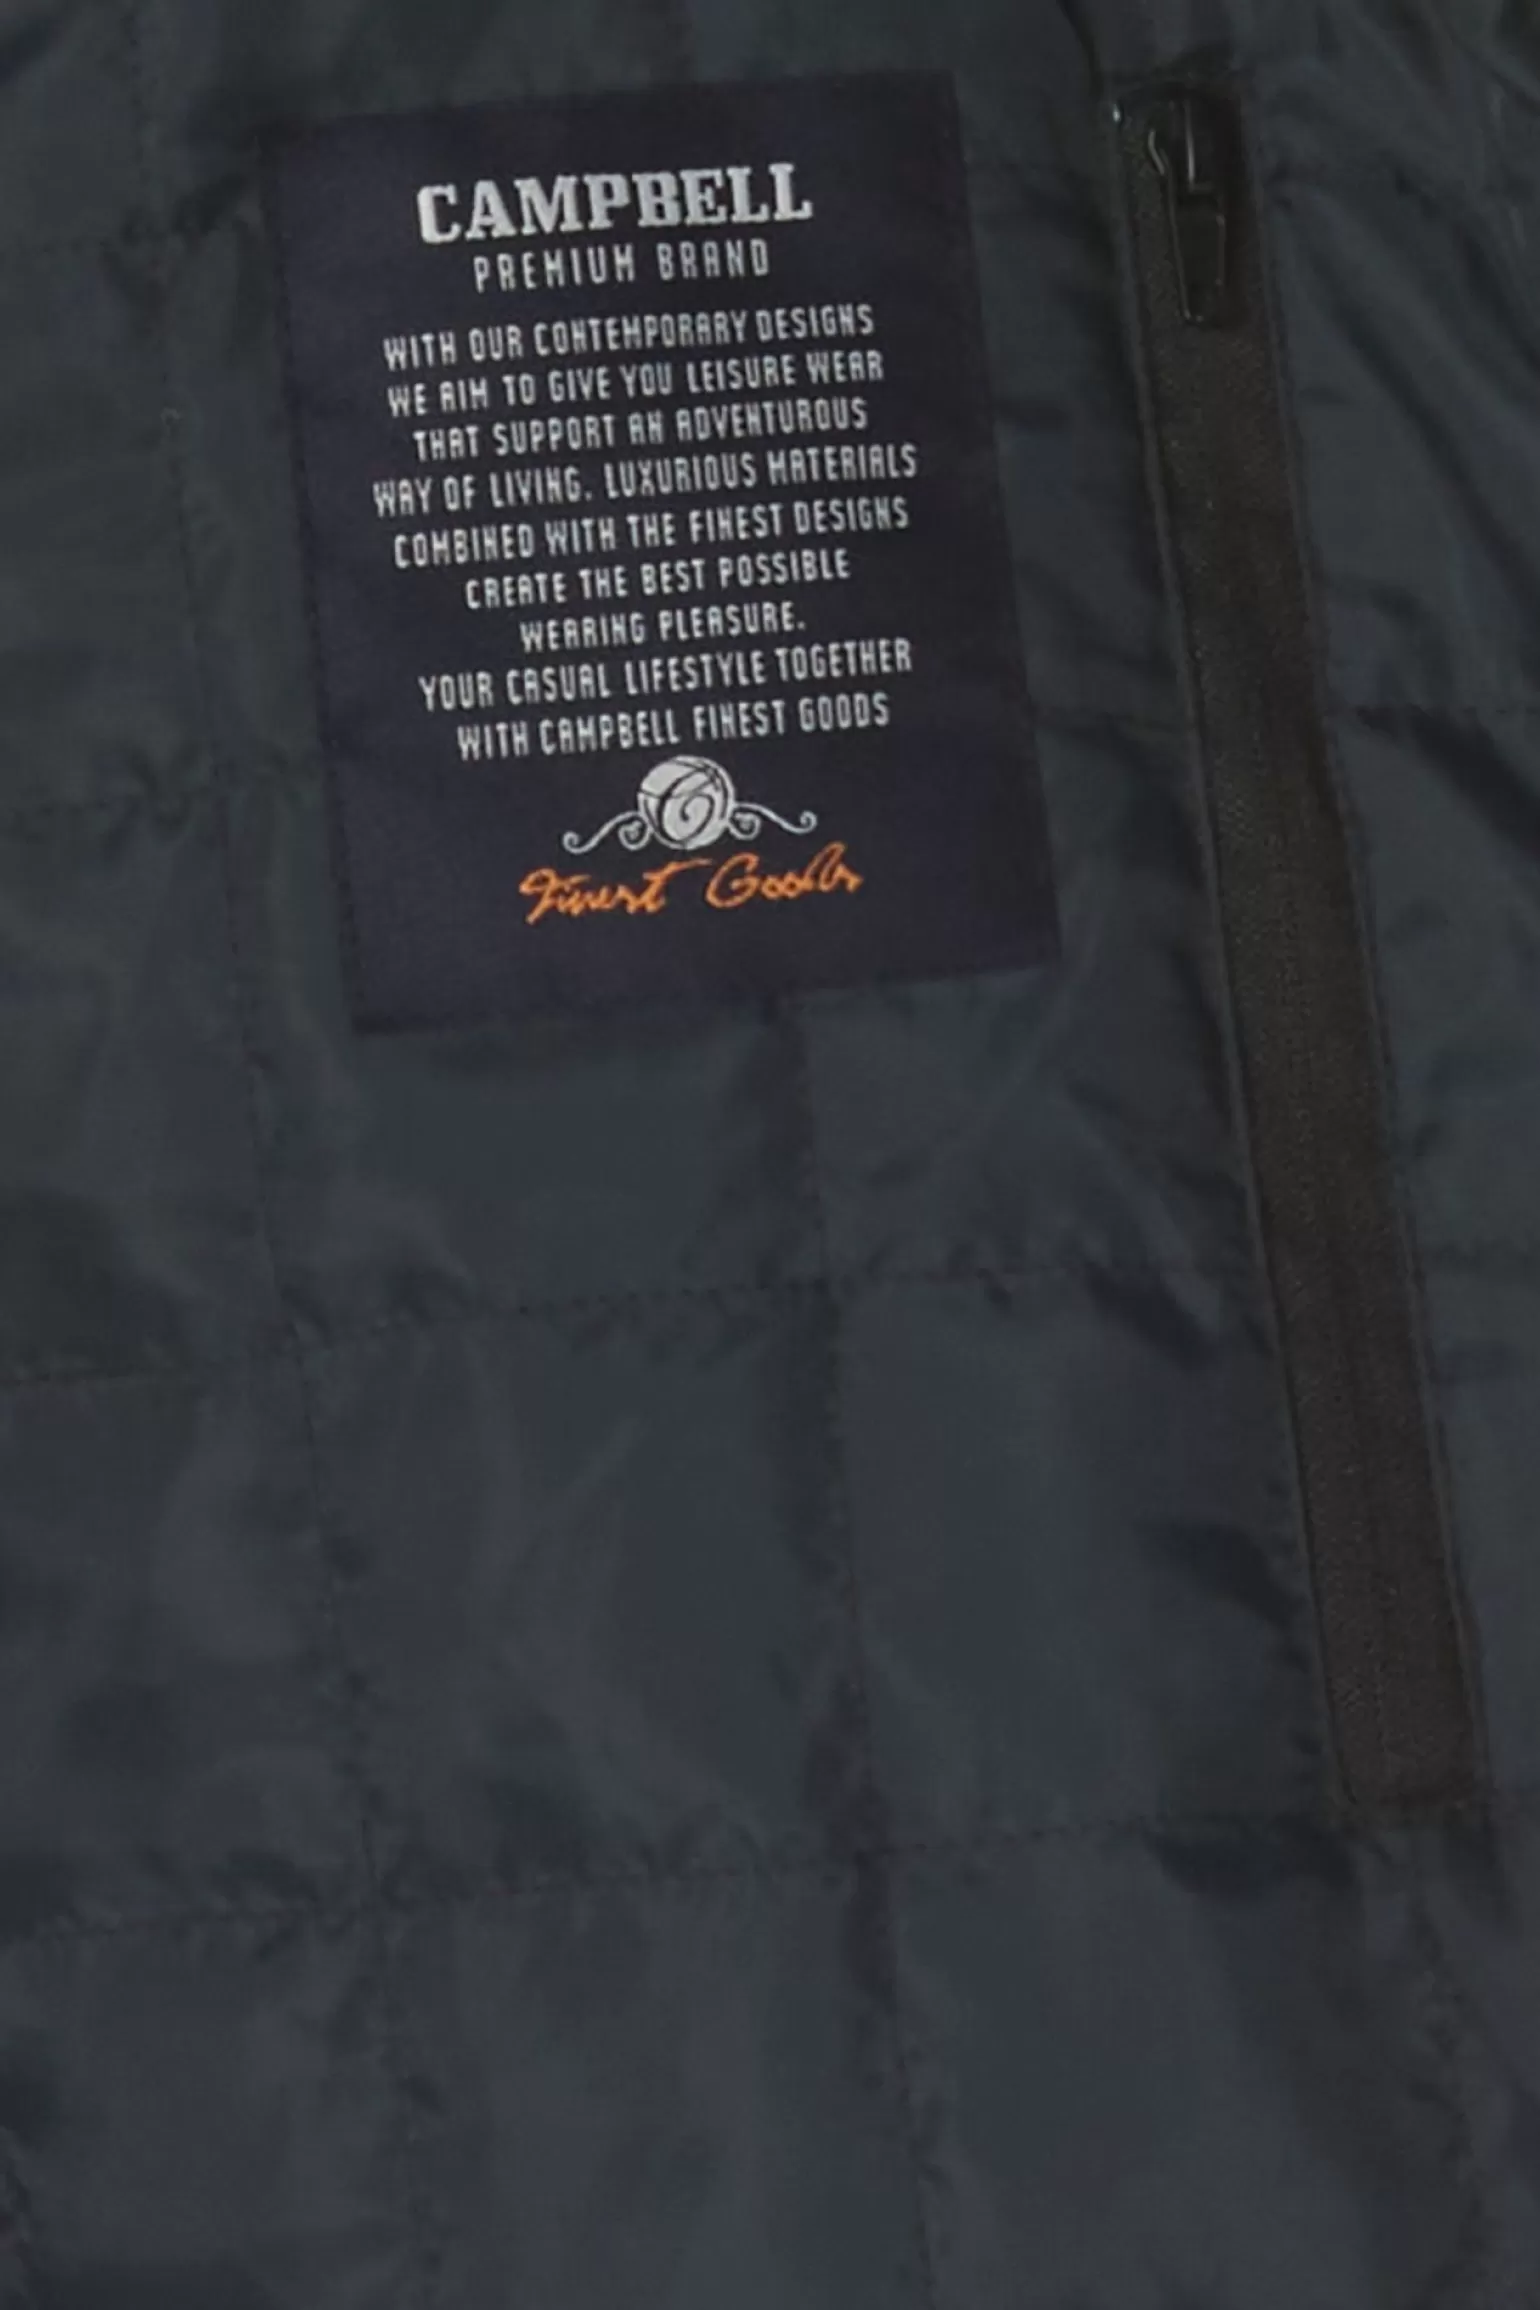 CAMPBELL
PREMIUM BRAND
WITH OUR CONTEMPORARY DESIGNS
WE AIM TO GIVE YOU LEISURE WEAR
THAT SUPPORT AN ADVENTUROUS
WAY OF LIVING. LUXURIOUS MATERIALS
COMBINED WITH THE FINEST DESIGNS
CREATE THE BEST POSSIBLE
WEARING PLEASURE.
YOUR CASUAL LIFESTYLE TOGETHER
WITH CAMPBELL FINEST GOODS
Finest Goods